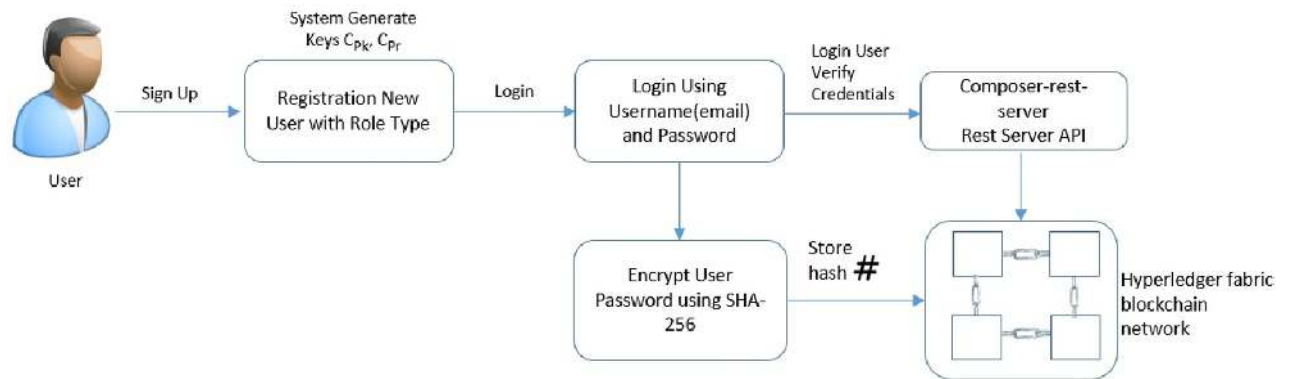 System Generate
Keys CPk, CPr
Sign Up
Registration New
User with Role Type
Login
Login Using
Username(email)
and Password
Login User
Verify
Credentials
Composer-rest-
server
Rest Server API
User
Encrypt User
Password using SHA-
256
Store
hash #
Hyperledger fabric
blockchain
network